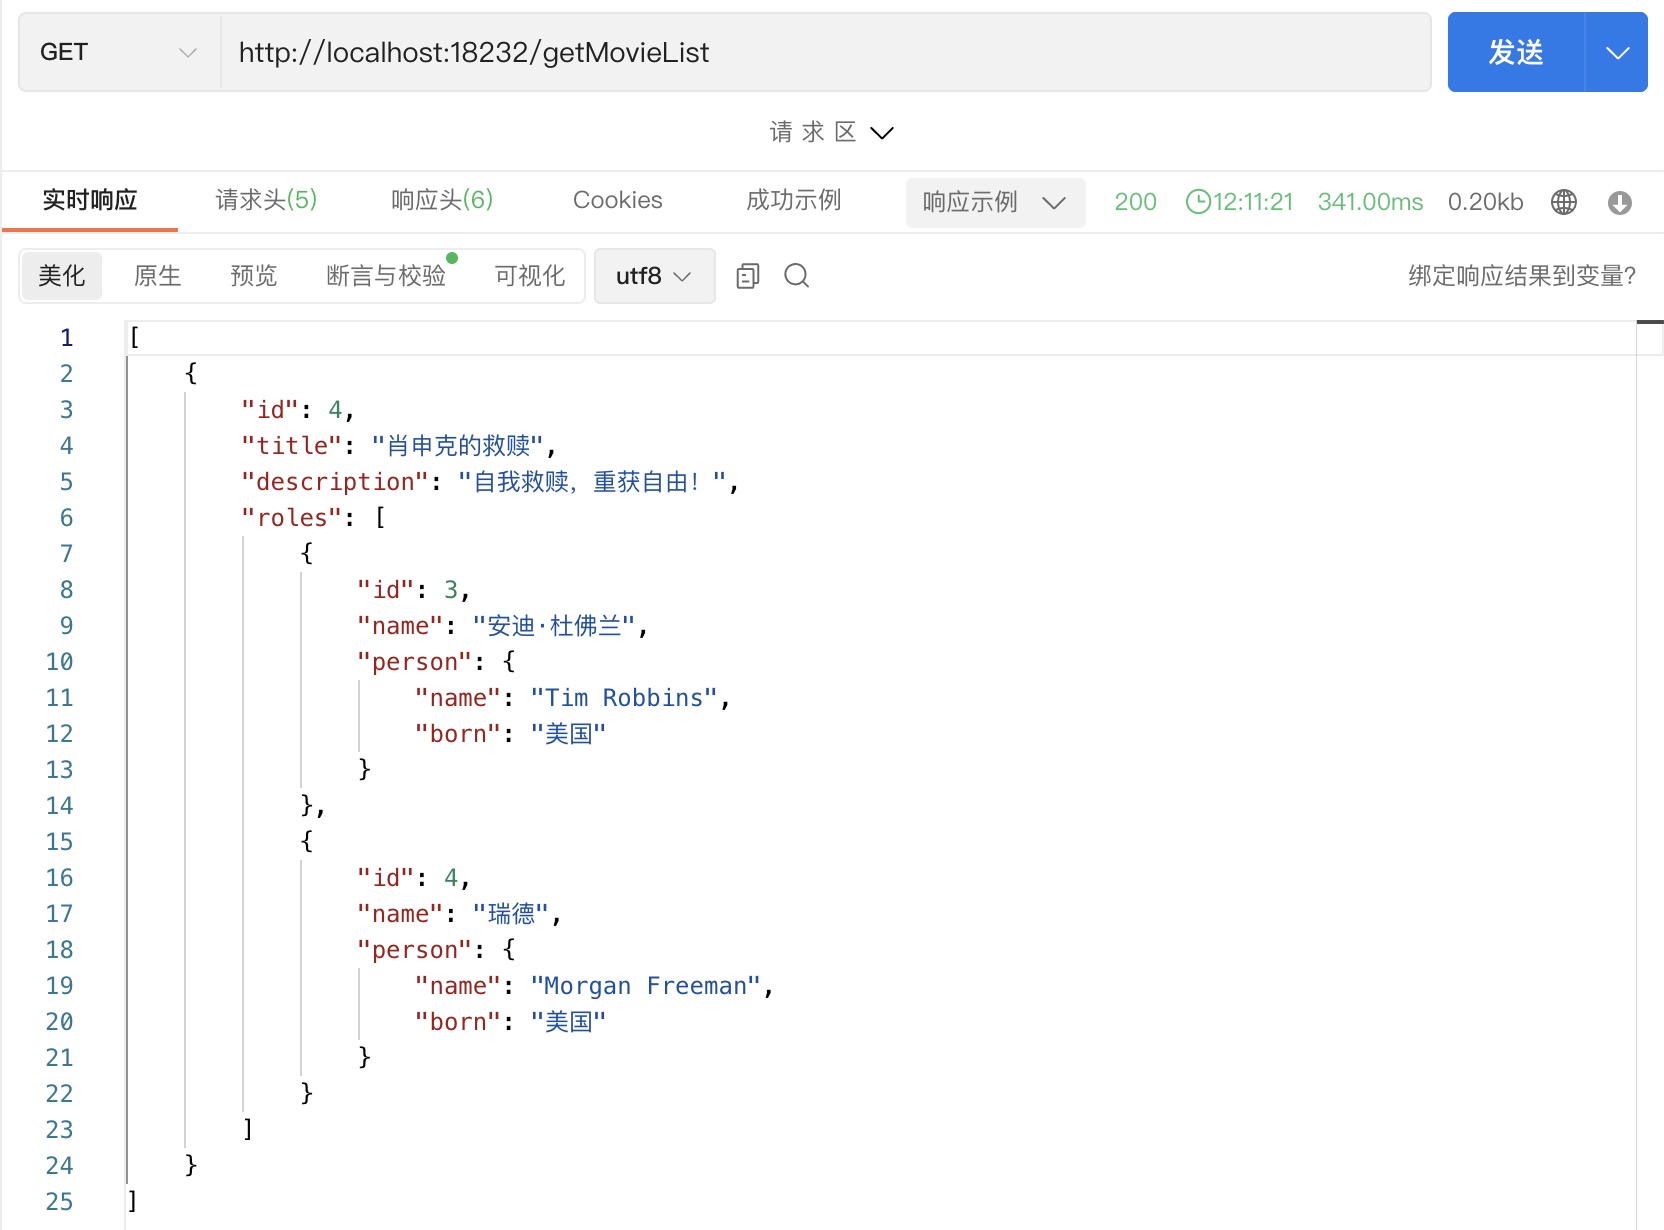 GET http://localhost:18232/getMovieList 发送
请求区
实时响应 请求头(5) 响应头(6) Cookies 成功示例 响应示例 200 12:11:21 341.00ms 0.20kb
美化 原生 预览 断言与校验 可视化 utf8 绑定响应结果到变量?
1 [
2 {
3 "id": 4,
4 "title": "肖申克的救赎",
5 "description": "自我救赎，重获自由！",
6 "roles": [
7 {
8 "id": 3,
9 "name": "安迪·杜佛兰",
10 "person": {
11 "name": "Tim Robbins",
12 "born": "美国"
13 }
14 },
15 {
16 "id": 4,
17 "name": "瑞德",
18 "person": {
19 "name": "Morgan Freeman",
20 "born": "美国"
21 }
22 }
23 ]
24 }
25 ]